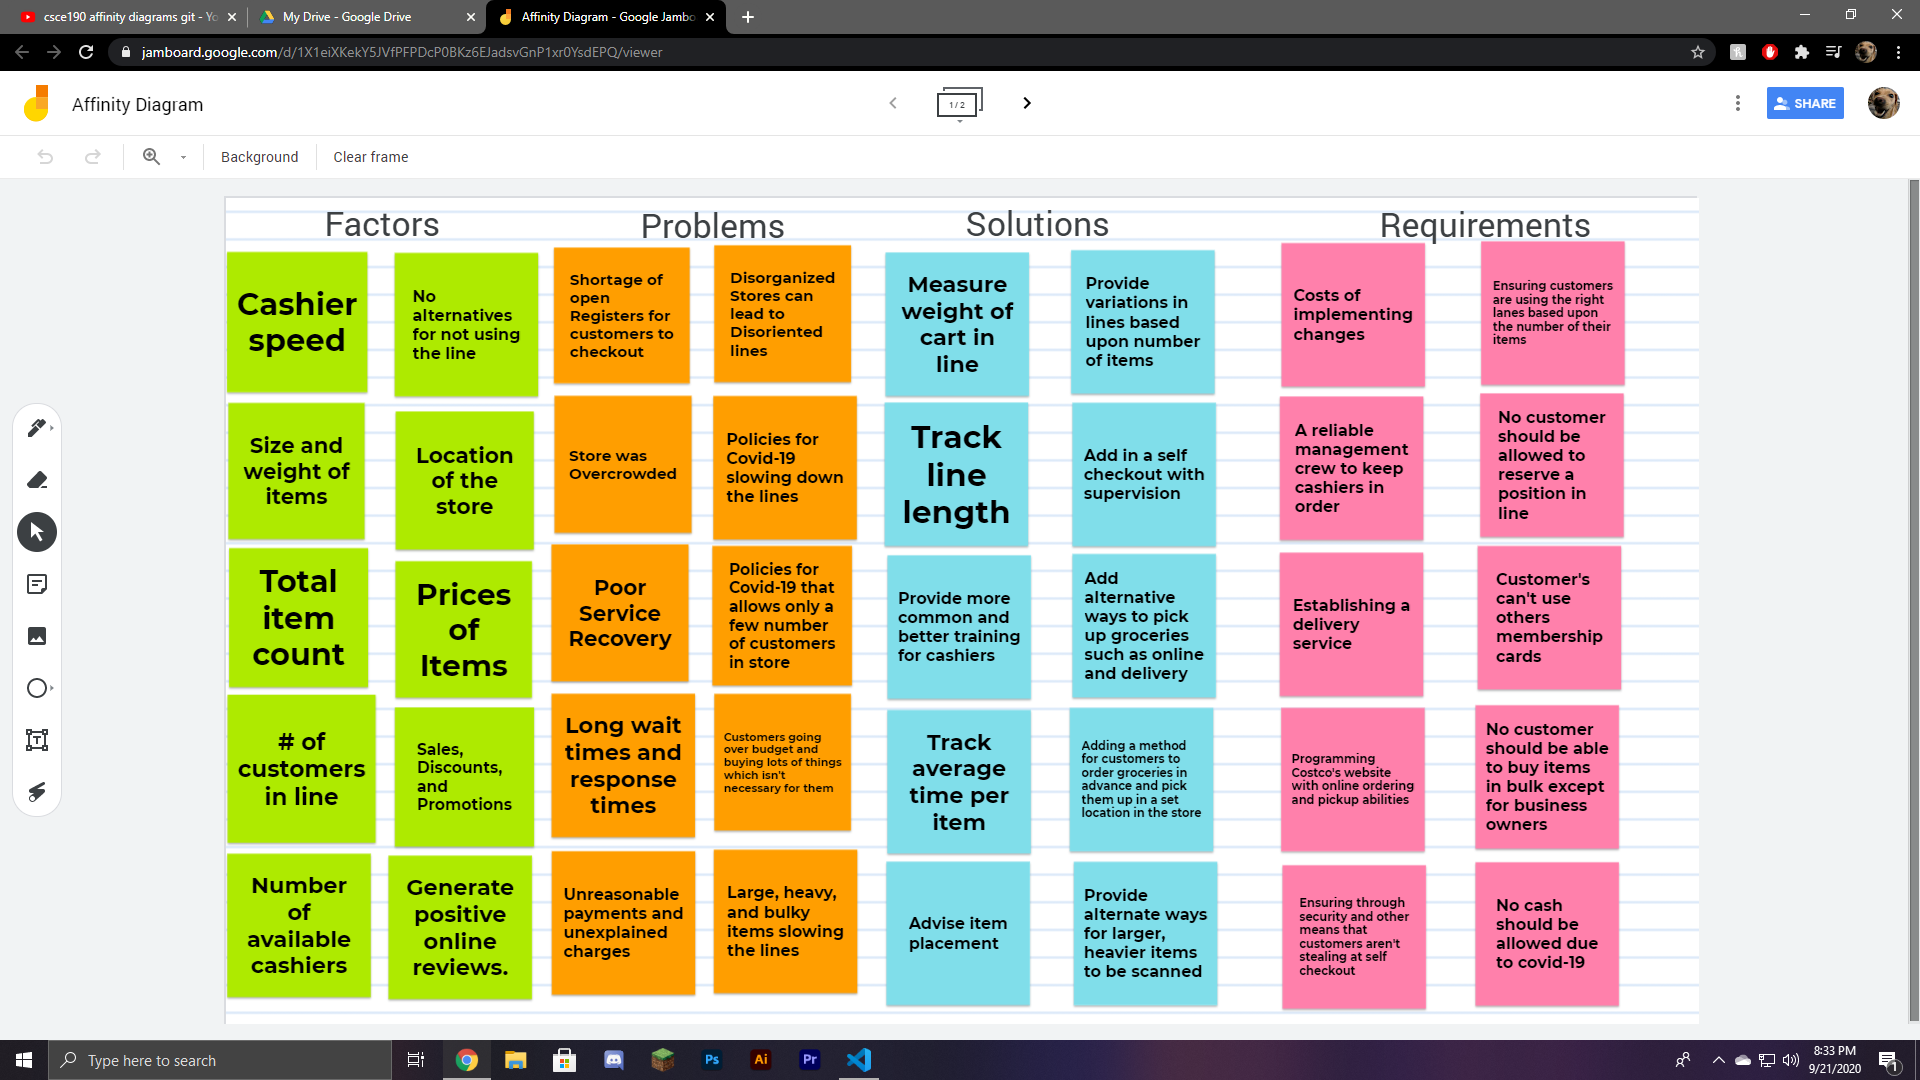 csce190 affinity diagrams git - Yo
My Drive - Google Drive
Affinity Diagram - Google Jambo
jamboard.google.com/d/1X1eiXKekY5JVfPFPDcP0BKz6EJadsvGnP1xr0YsdEPQ/viewer
Affinity Diagram
1 / 2
SHARE
Background
Clear frame
Factors
Problems
Solutions
Requirements
Cashier
speed
No
alternatives
for not using
the line
Shortage of
open
Registers for
customers to
checkout
Disorganized
Stores can
lead to
Disoriented
lines
Measure
weight of
cart in
line
Provide
variations in
lines based
upon number
of items
Costs of
implementing
changes
Ensuring customers
are using the right
lanes based upon
the number of their
items
Size and
weight of
items
Location
of the
store
Store was
Overcrowded
Policies for
Covid-19
slowing down
the lines
Track
line
length
Add in a self
checkout with
supervision
A reliable
management
crew to keep
cashiers in
order
No customer
should be
allowed to
reserve a
position in
line
Total
item
count
Prices
of
Items
Poor
Service
Recovery
Policies for
Covid-19 that
allows only a
few number
of customers
in store
Provide more
common and
better training
for cashiers
Add
alternative
ways to pick
up groceries
such as online
and delivery
Establishing a
delivery
service
Customer's
can't use
others
membership
cards
# of
customers
in line
Sales,
Discounts,
and
Promotions
Long wait
times and
response
times
Customers going
over budget and
buying lots of things
which isn't
necessary for them
Track
average
time per
item
Adding a method
for customers to
order groceries in
advance and pick
them up in a set
location in the store
Programming
Costco's website
with online ordering
and pickup abilities
No customer
should be able
to buy items
in bulk except
for business
owners
Number
of
available
cashiers
Generate
positive
online
reviews.
Unreasonable
payments and
unexplained
charges
Large, heavy,
and bulky
items slowing
the lines
Advise item
placement
Provide
alternate ways
for larger,
heavier items
to be scanned
Ensuring through
security and other
means that
customers aren't
stealing at self
checkout
No cash
should be
allowed due
to covid-19
Type here to search
Ps
Ai
Pr
8:33 PM
9/21/2020
1